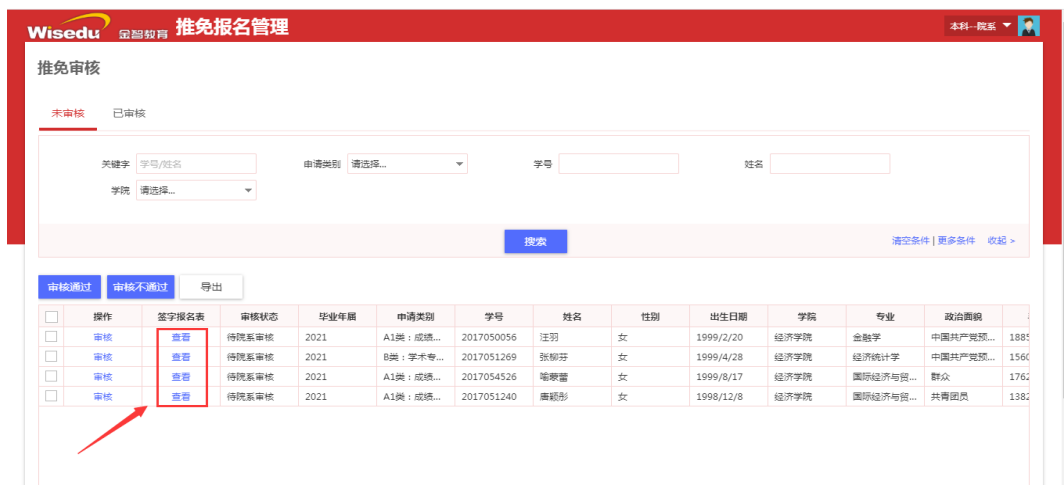 Wisedu 金智教育 推免报名管理 本科--院系
推免审核
未审核 已审核
关键字 学号/姓名 申请类别 请选择... 学号 姓名
学院 请选择...
搜索 清空条件 | 更多条件 收起 >
审核通过 审核不通过 导出
操作 签字报名表 审核状态 毕业年届 申请类别 学号 姓名 性别 出生日期 学院 专业 政治面貌
审核 查看 待院系审核 2021 A1类：成绩... 2017050056 汪羽 女 1999/2/20 经济学院 金融学 中国共产党预... 1885
审核 查看 待院系审核 2021 B类：学术专... 2017051269 张柳芬 女 1999/4/28 经济学院 经济统计学 中国共产党预... 1560
审核 查看 待院系审核 2021 A1类：成绩... 2017054526 喻蔌蕾 女 1999/8/17 经济学院 国际经济与贸... 群众 1762
审核 查看 待院系审核 2021 A1类：成绩... 2017051240 唐颖彤 女 1998/12/8 经济学院 国际经济与贸... 共青团员 1382